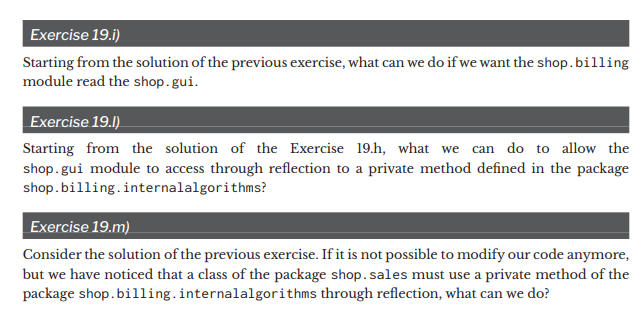 Exercise 19.i)
Starting from the solution of the previous exercise, what can we do if we want the shop.billing
module read the shop.gui.
Exercise 19.l)
Starting from the solution of the Exercise 19.h, what we can do to allow the
shop.gui module to access through reflection to a private method defined in the package
shop.billing.internalalgorithms?
Exercise 19.m)
Consider the solution of the previous exercise. If it is not possible to modify our code anymore,
but we have noticed that a class of the package shop.sales must use a private method of the
package shop.billing.internalalgorithms through reflection, what can we do?